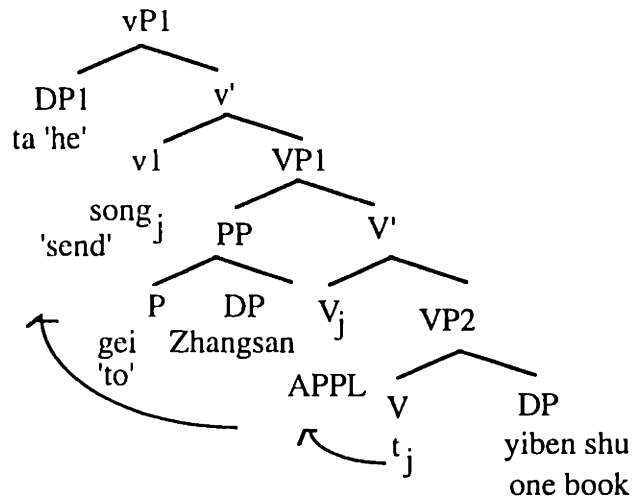 vP1
DP1 v'
ta 'he'
v1 VP1
song j PP V'
'send'
P DP V j VP2
gei Zhangsan
'to'
APPL V DP
t j yiben shu
one book